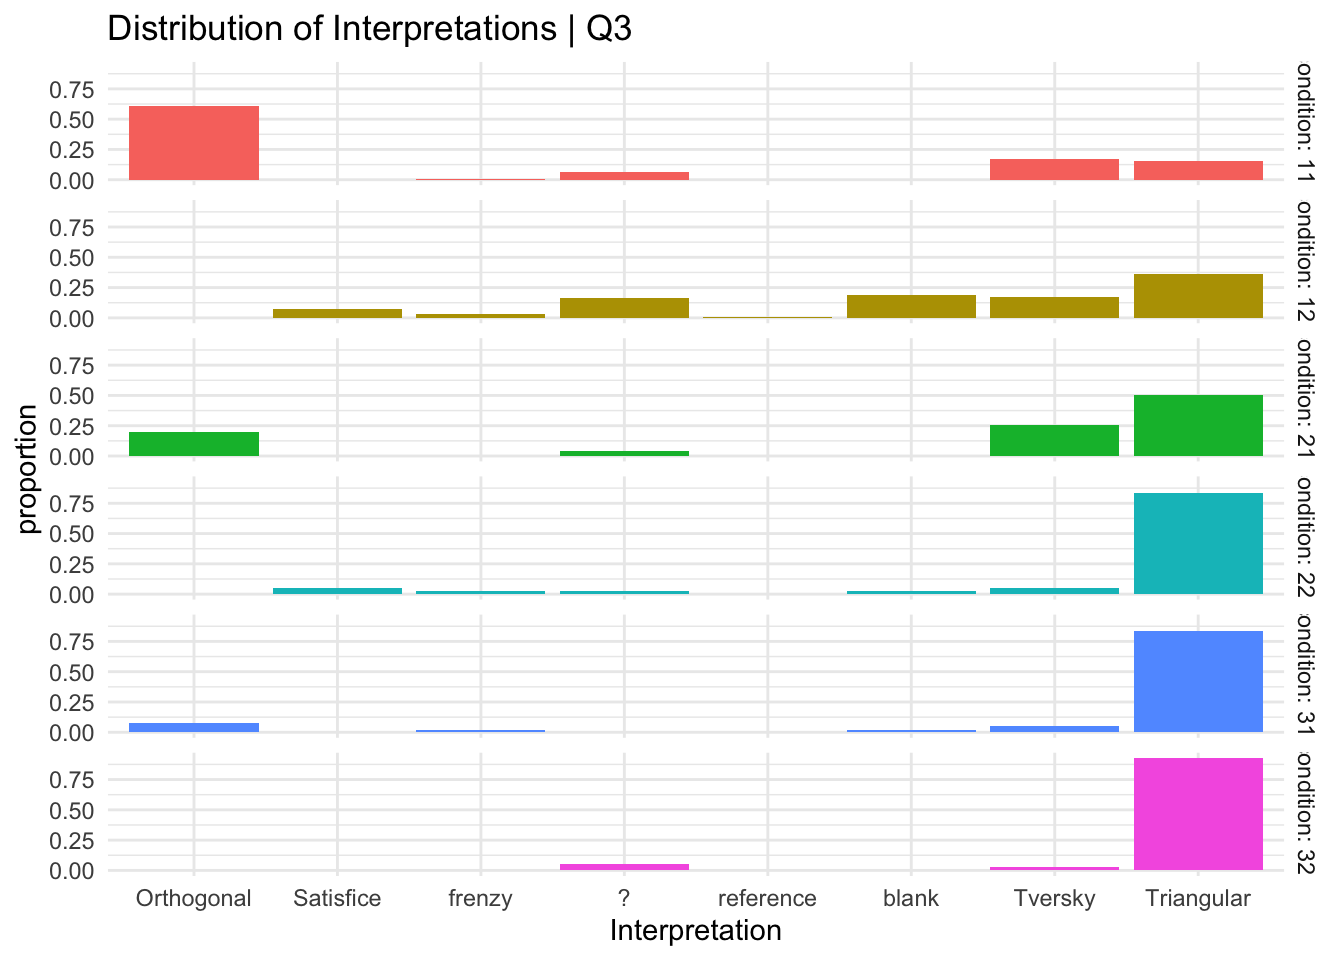 Distribution of Interpretations | Q3
0.75
0.50
0.25
0.00
ondition: 11
0.75
0.50
0.25
0.00
ondition: 12
0.75
0.50
0.25
0.00
ondition: 21
0.75
0.50
0.25
0.00
ondition: 22
0.75
0.50
0.25
0.00
ondition: 31
0.75
0.50
0.25
0.00
ondition: 32
proportion
Orthogonal Satisfice frenzy ? reference blank Tversky Triangular
Interpretation